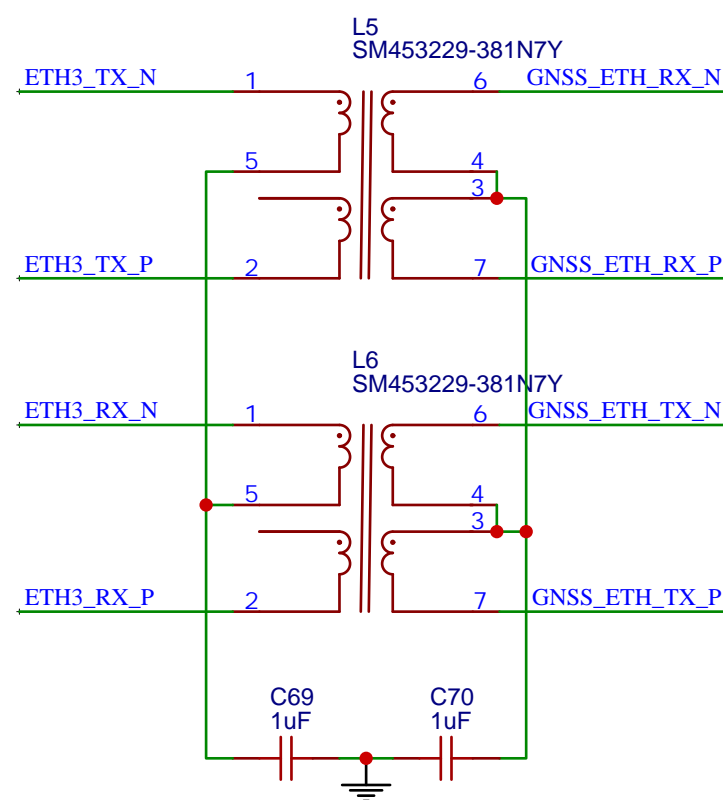 L5
SM453229-381N7Y
ETH3_TX_N
1
6
GNSS_ETH_RX_N
5
4
3
ETH3_TX_P
2
7
GNSS_ETH_RX_P
L6
SM453229-381N7Y
ETH3_RX_N
1
6
GNSS_ETH_TX_N
5
4
3
ETH3_RX_P
2
7
GNSS_ETH_TX_P
C69
1uF
C70
1uF